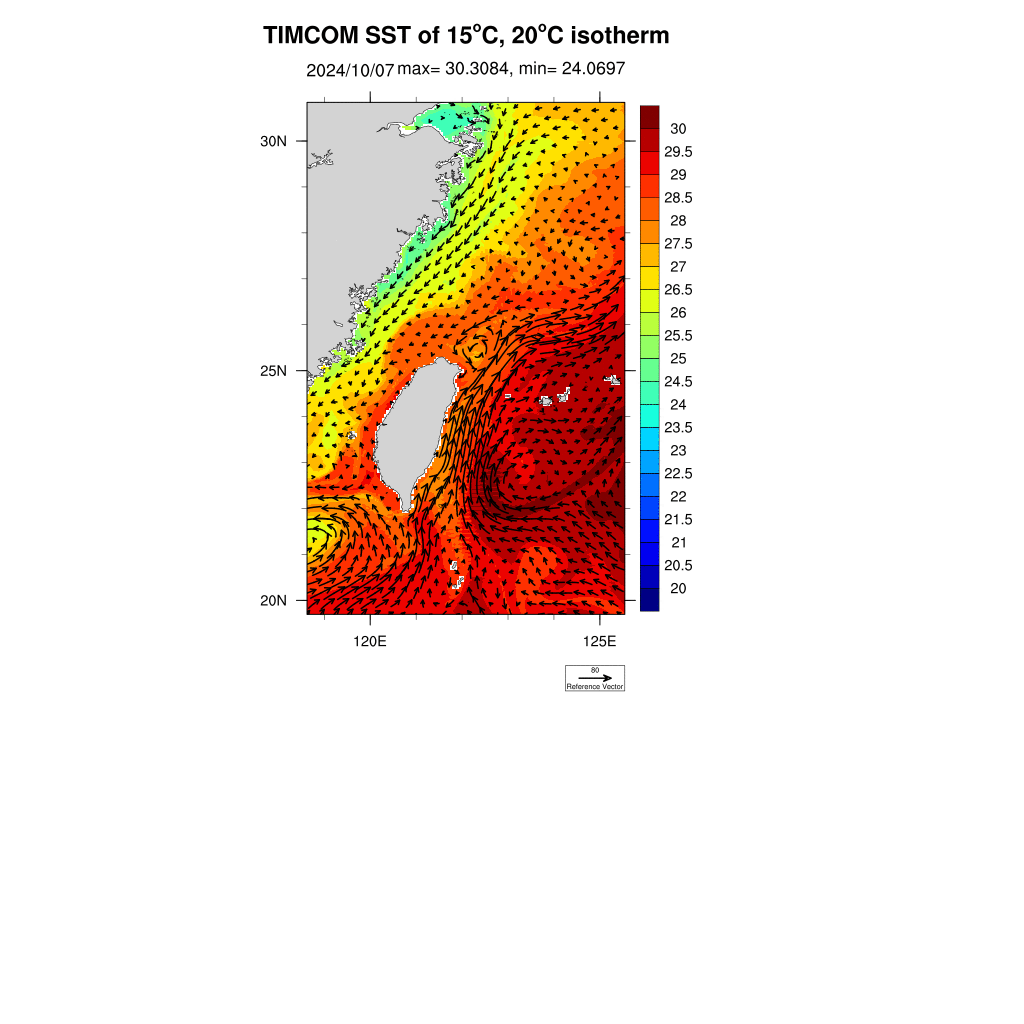 TIMCOM SST of 15°C, 20°C isotherm
2024/10/07 max= 30.3084, min= 24.0697
30N
25N
20N
120E
125E
30
29.5
29
28.5
28
27.5
27
26.5
26
25.5
25
24.5
24
23.5
23
22.5
22
21.5
21
20.5
20
80
Reference Vector